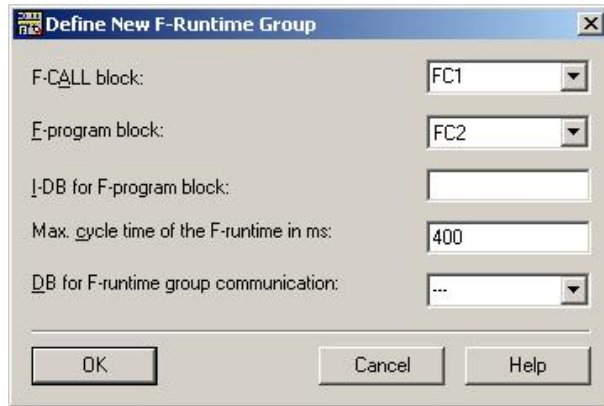 Define New F-Runtime Group
F-CALL block: FC1
F-program block: FC2
I-DB for F-program block:
Max. cycle time of the F-runtime in ms: 400
DB for F-runtime group communication: ---
OK Cancel Help